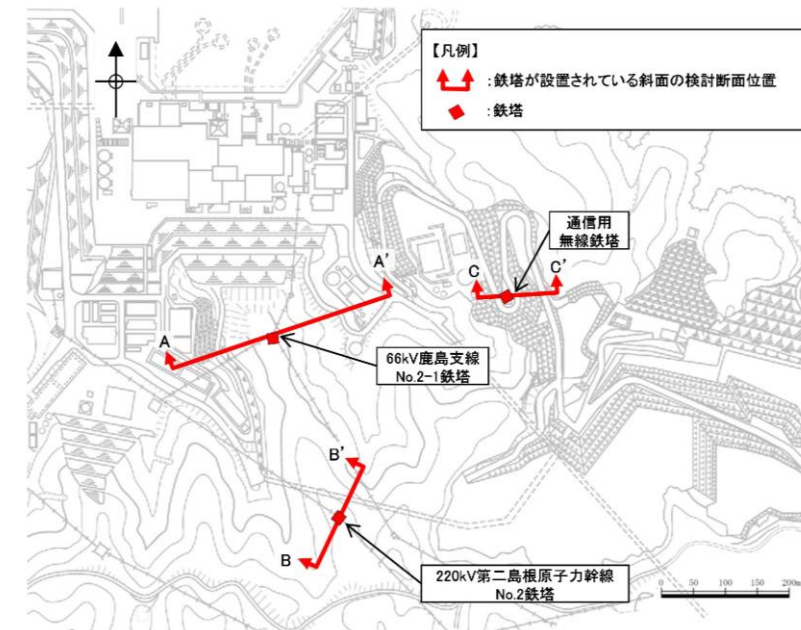 【凡例】
：鉄塔が設置されている斜面の検討断面位置
：鉄塔
通信用
無線鉄塔
A'
C
C'
A
66kV鹿島支線
No.2-1鉄塔
B'
B
220kV第二島根原子力幹線
No.2鉄塔
0 50 100 150 200m